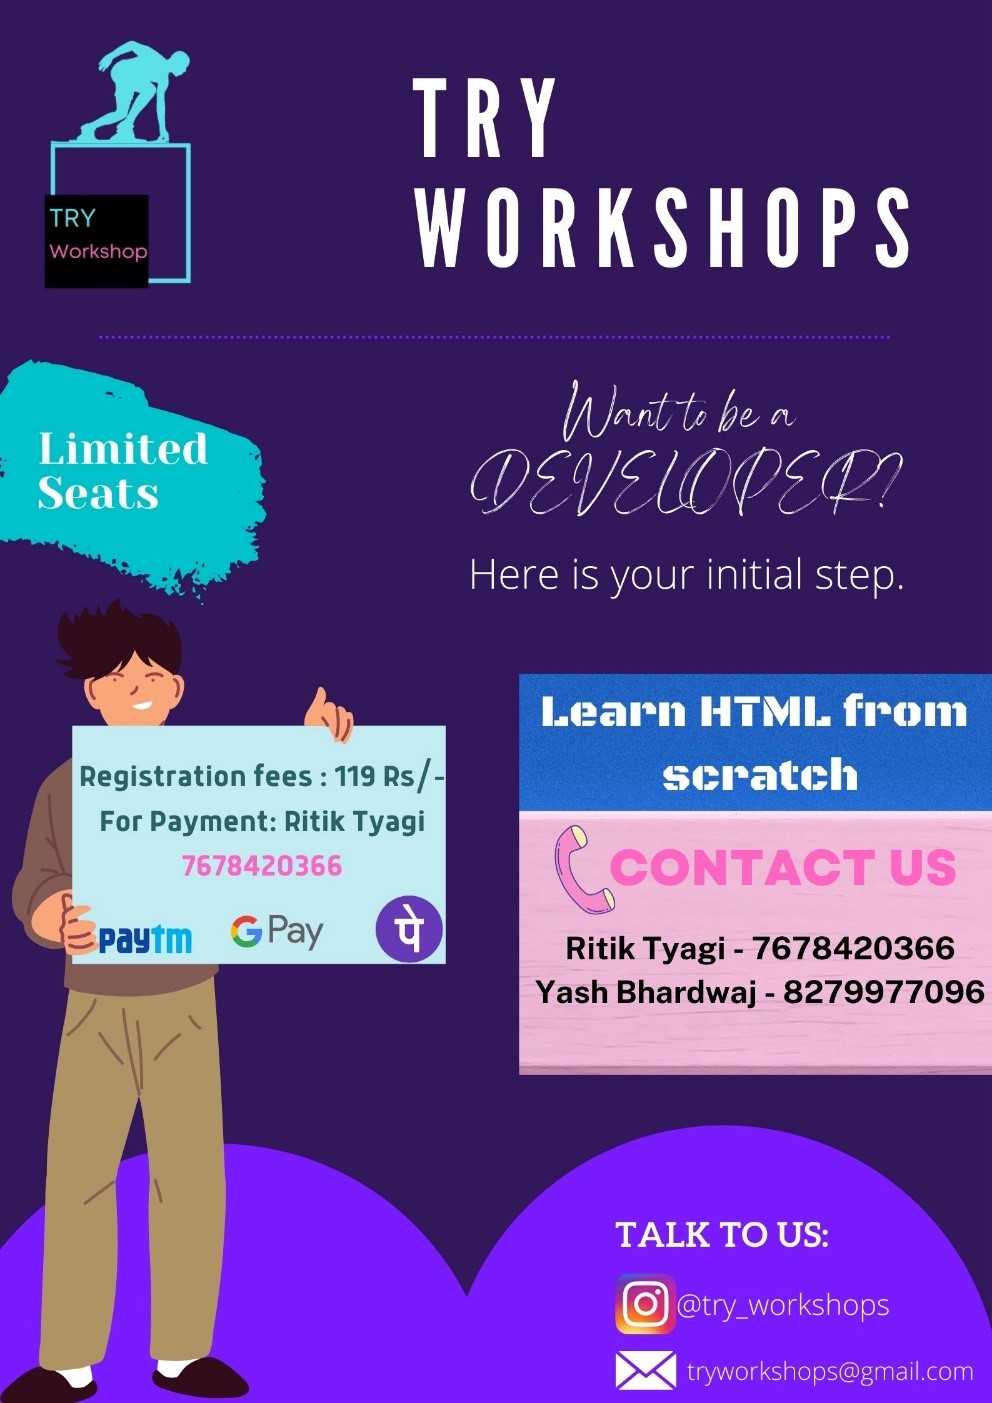 TRY
WORKSHOPS
TRY
Workshop
Limited
Seats
Want to be a
DEVELOPER?
Here is your initial step.
Registration fees : 119 Rs/-
For Payment: Ritik Tyagi
7678420366
paytm
G Pay
पे
Learn HTML from
scratch
CONTACT US
Ritik Tyagi - 7678420366
Yash Bhardwaj - 8279977096
TALK TO US:
@try_workshops
tryworkshops@gmail.com